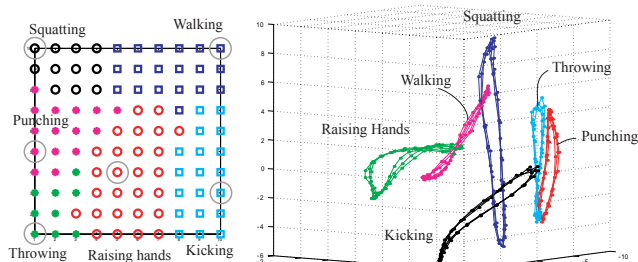 Squatting
Walking
Punching
Throwing
Raising hands
Kicking
10
8
6
4
2
0
-2
-4
-6
Squatting
Walking
Throwing
Raising Hands
Punching
Kicking
-5
-10